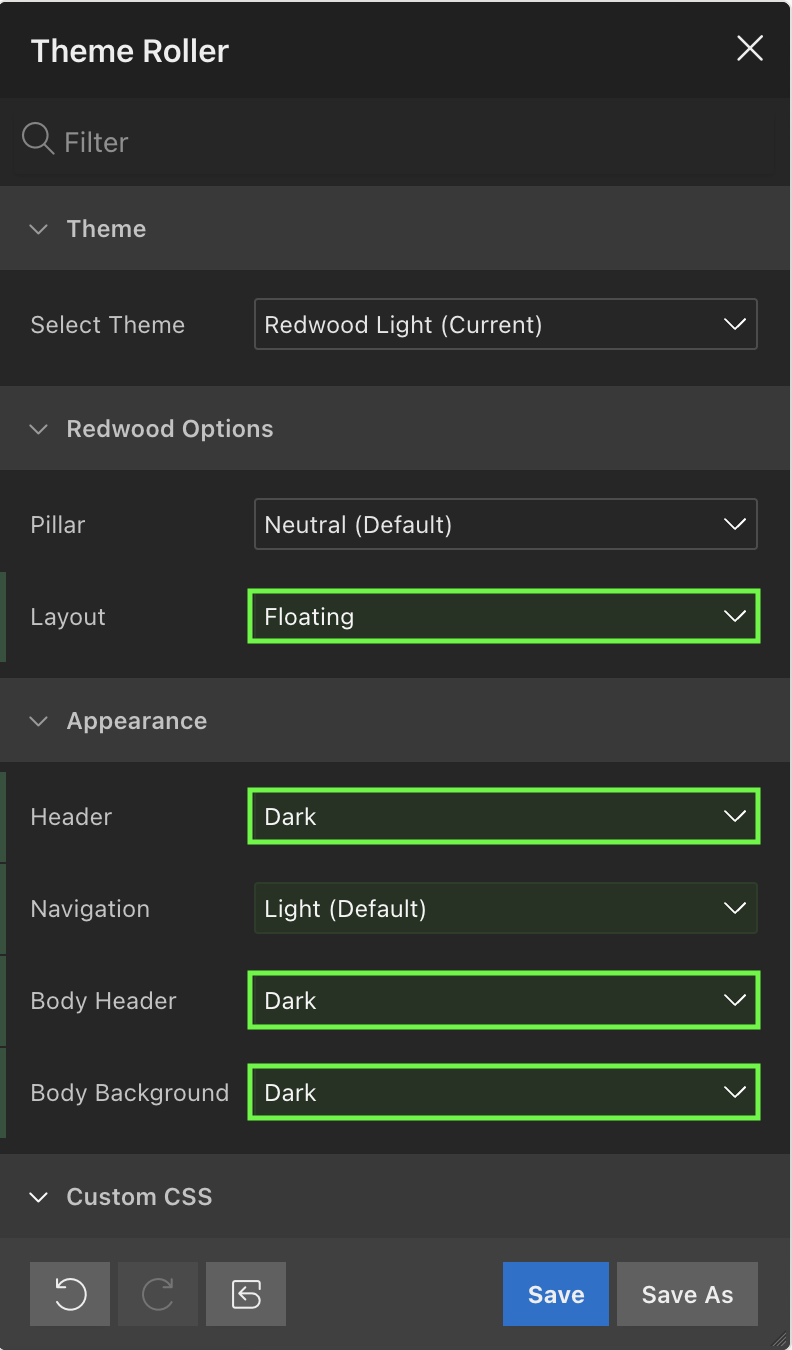 Theme Roller
Filter
Theme
Select Theme Redwood Light (Current)
Redwood Options
Pillar Neutral (Default)
Layout Floating
Appearance
Header Dark
Navigation Light (Default)
Body Header Dark
Body Background Dark
Custom CSS
Save Save As